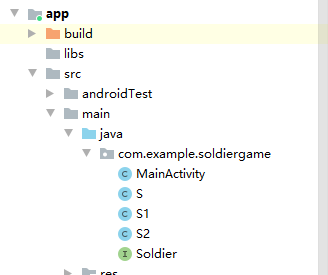 app
build
libs
src
androidTest
main
java
com.example.soldiergame
C MainActivity
C S
C S1
C S2
I Soldier
res